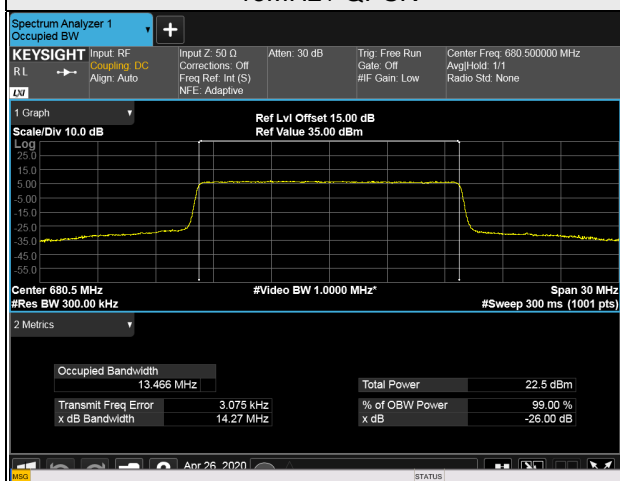 Spectrum Analyzer 1
Occupied BW
KEYSIGHT
Input: RF
Coupling: DC
Align: Auto
Input Z: 50 Ω
Corrections: Off
Freq Ref: Int (S)
NFE: Adaptive
Atten: 30 dB
Trig: Free Run
Gate: Off
#IF Gain: Low
Center Freq: 680.500000 MHz
Avg|Hold: 1/1
Radio Std: None
R L
LXI
1 Graph
Scale/Div 10.0 dB
Ref Lvl Offset 15.00 dB
Ref Value 35.00 dBm
Log
25.0
15.0
5.00
-5.00
-15.0
-25.0
-35.0
-45.0
-55.0
Center 680.5 MHz
#Video BW 1.0000 MHz*
Span 30 MHz
#Res BW 300.00 kHz
#Sweep 300 ms (1001 pts)
2 Metrics
Occupied Bandwidth
13.466 MHz
Total Power 22.5 dBm
Transmit Freq Error 3.075 kHz
% of OBW Power 99.00 %
x dB Bandwidth 14.27 MHz
x dB -26.00 dB
Apr 26, 2020
MSG
STATUS